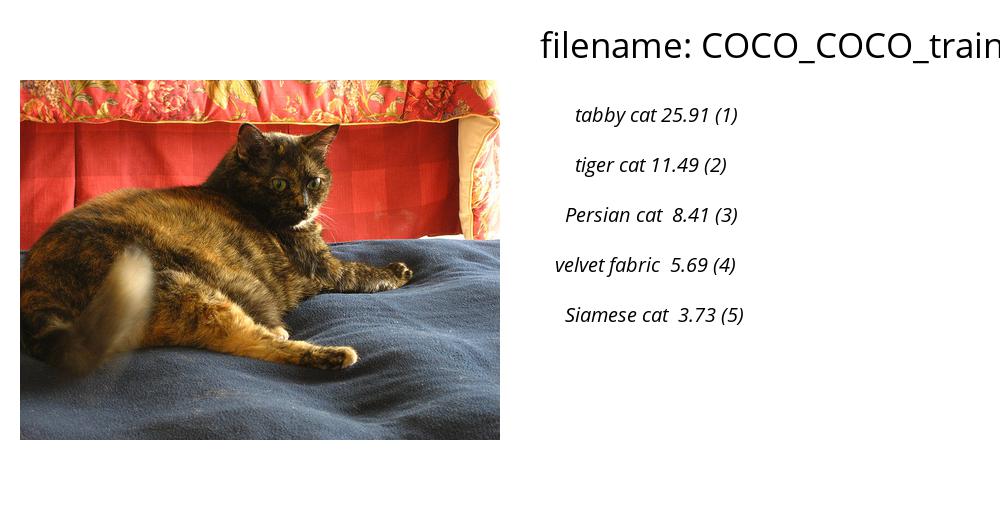 filename: COCO_COCO_train
tabby cat 25.91 (1)
tiger cat 11.49 (2)
Persian cat 8.41 (3)
velvet fabric 5.69 (4)
Siamese cat 3.73 (5)